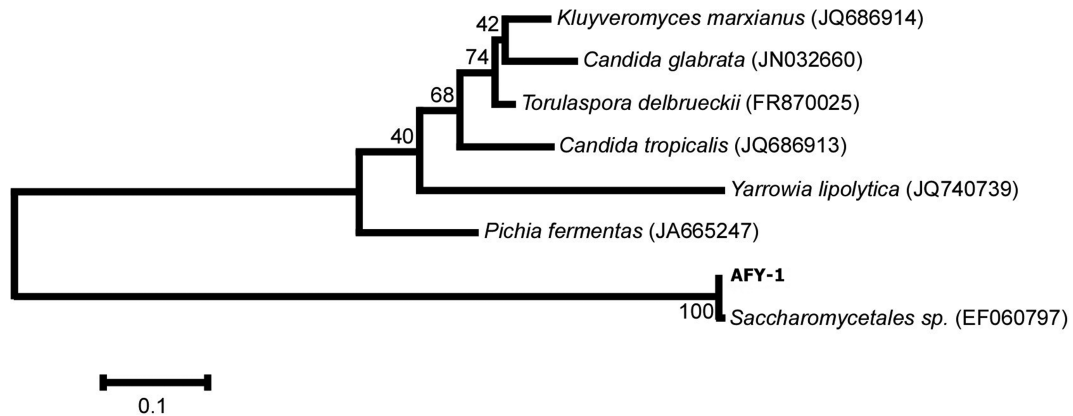 Kluyveromyces marxianus (JQ686914)
42
Candida glabrata (JN032660)
74
Torulaspora delbrueckii (FR870025)
68
Candida tropicalis (JQ686913)
40
Yarrowia lipolytica (JQ740739)
Pichia fermentas (JA665247)
AFY-1
100
Saccharomycetales sp. (EF060797)
0.1